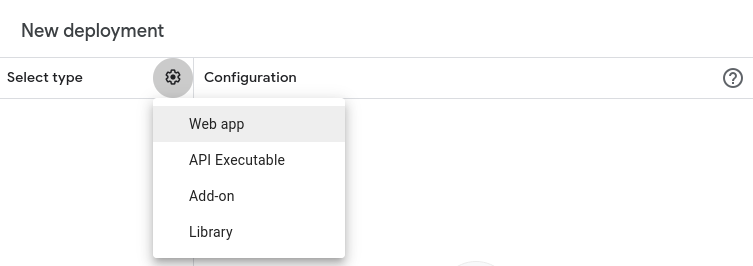 New deployment
Select type
Configuration
Web app
API Executable
Add-on
Library